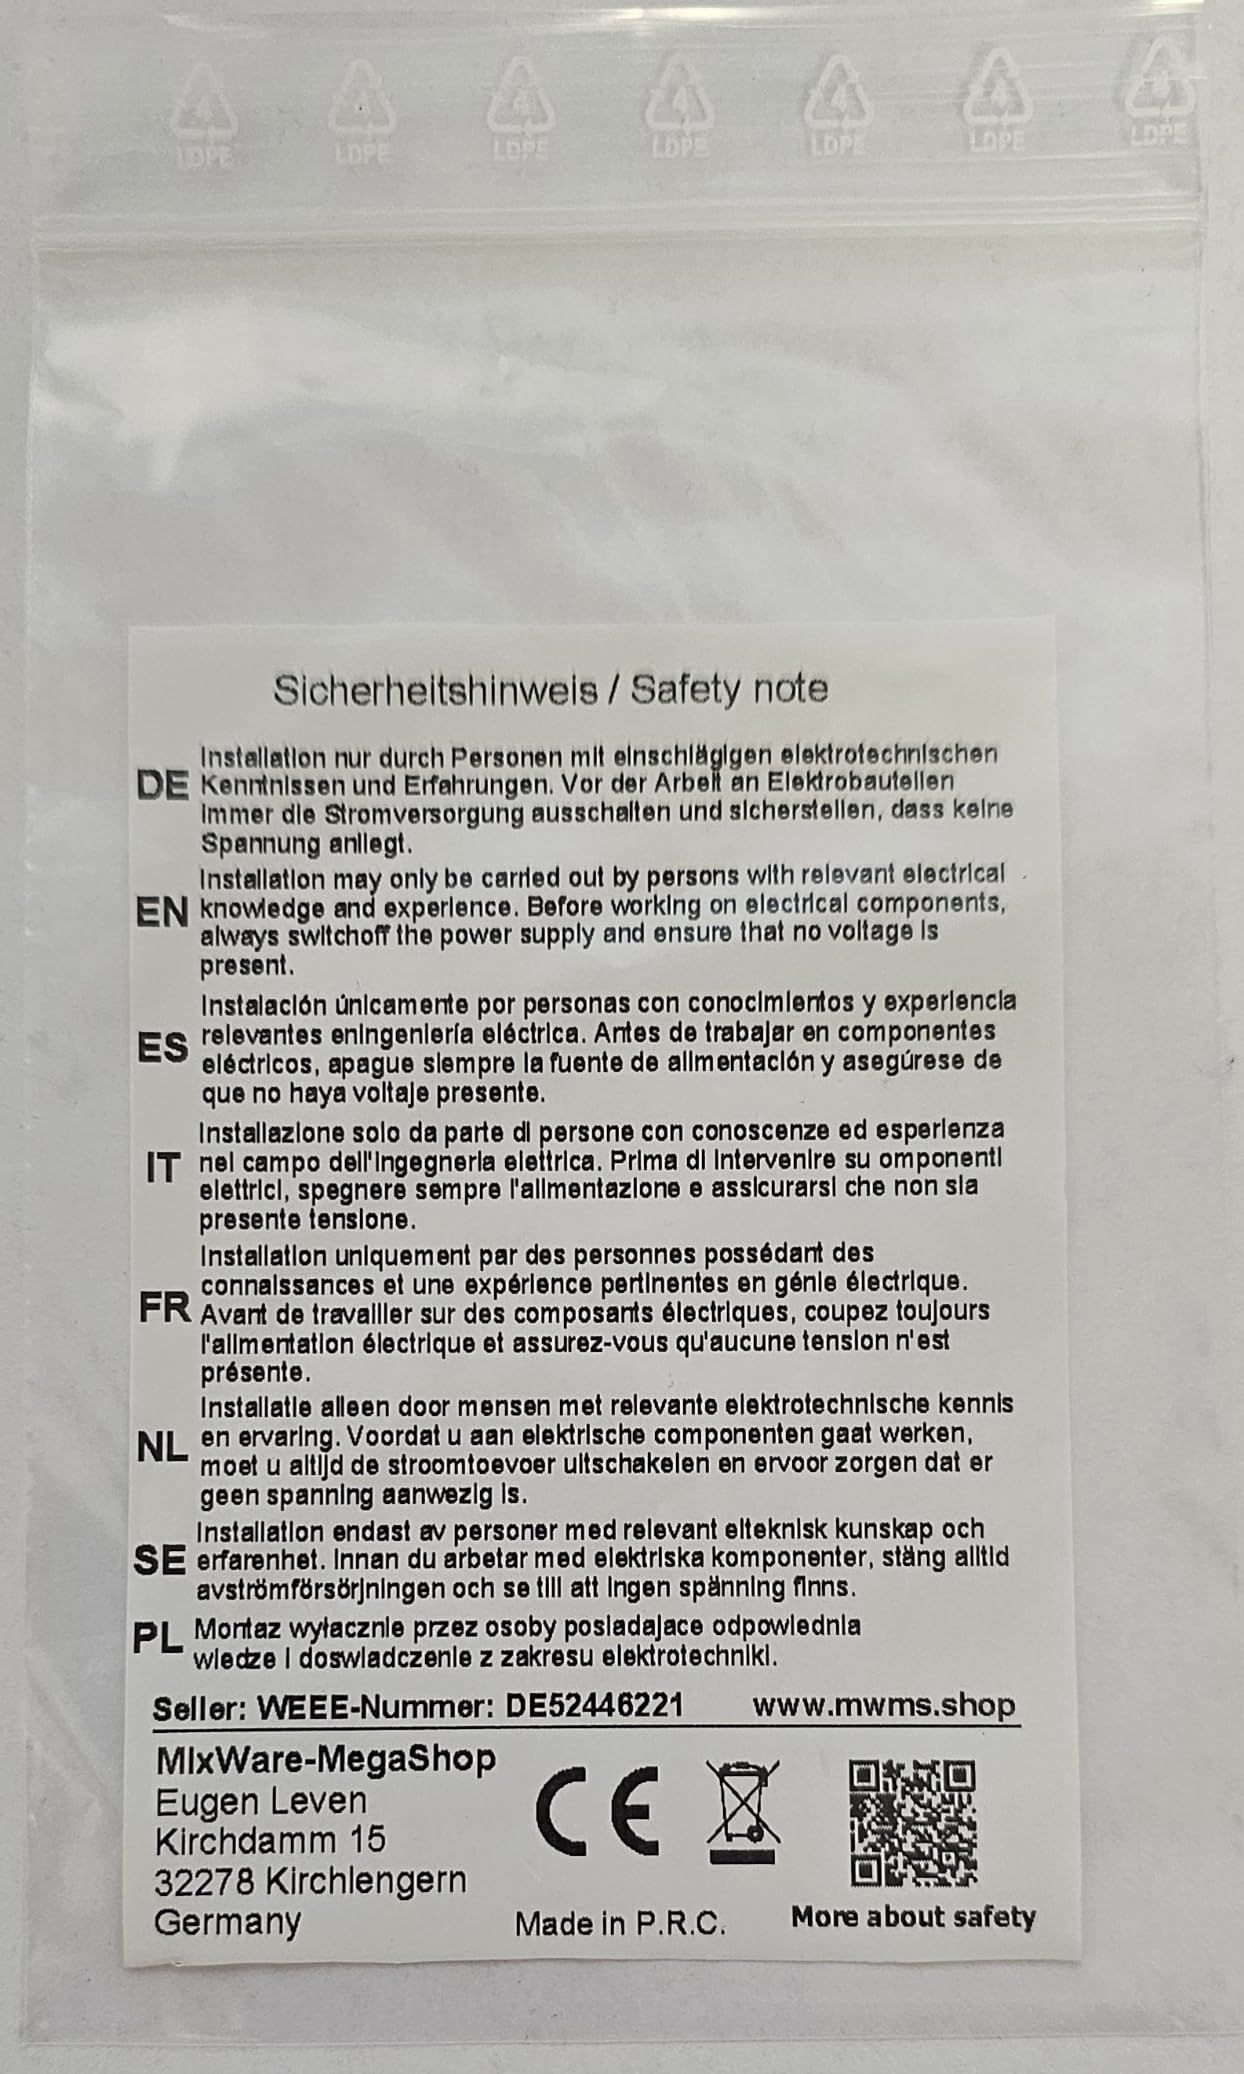 4 4 4 4 4 4 4
LDPE LDPE LDPE LDPE LDPE LDPE LDPE
Sicherheitshinweis / Safety note
DE
Installation nur durch Personen mit einschlägigen elektrotechnischen
Kenntnissen und Erfahrungen. Vor der Arbeit an Elektrobauteilen
immer die Stromversorgung ausschalten und sicherstellen, dass keine
Spannung anliegt.
EN
Installation may only be carried out by persons with relevant electrical
knowledge and experience. Before working on electrical components,
always switchoff the power supply and ensure that no voltage is
present.
ES
Instalación únicamente por personas con conocimientos y experiencia
relevantes eningeniería eléctrica. Antes de trabajar en componentes
eléctricos, apague siempre la fuente de alimentación y asegúrese de
que no haya voltaje presente.
IT
Installazione solo da parte di persone con conoscenze ed esperienza
nel campo dell'ingegneria elettrica. Prima di intervenire su omponenti
elettrici, spegnere sempre l'alimentazione e assicurarsi che non sia
presente tensione.
FR
Installation uniquement par des personnes possédant des
connaissances et une expérience pertinentes en génie électrique.
Avant de travailler sur des composants électriques, coupez toujours
l'alimentation électrique et assurez-vous qu'aucune tension n'est
présente.
NL
Installatie alleen door mensen met relevante elektrotechnische kennis
en ervaring. Voordat u aan elektrische componenten gaat werken,
moet u altijd de stroomtoevoer uitschakelen en ervoor zorgen dat er
geen spanning aanwezig is.
SE
Installation endast av personer med relevant elteknisk kunskap och
erfarenhet. Innan du arbetar med elektriska komponenter, stäng alltid
avströmförsörjningen och se till att ingen spänning finns.
PL
Montaz wyłacznie przez osoby posiadajace odpowiednia
wiedze i doswiadczenie z zakresu elektrotechniki.
Seller: WEEE-Nummer: DE52446221 www.mwms.shop
MixWare-MegaShop
Eugen Leven
Kirchdamm 15
32278 Kirchlengern
Germany
CE
Made in P.R.C.
More about safety